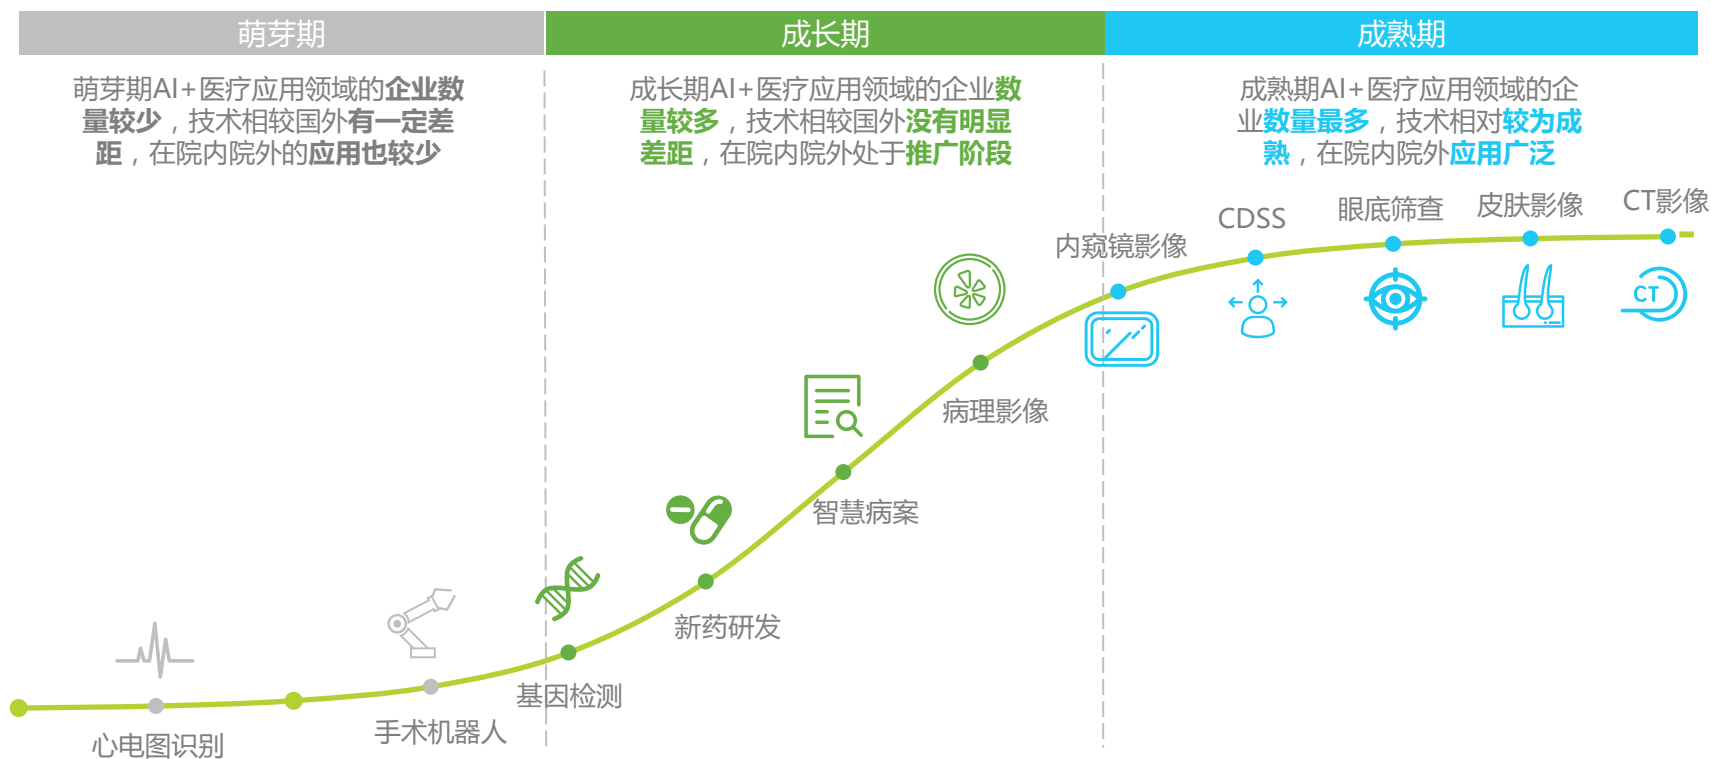 萌芽期
成长期
成熟期
萌芽期AI+医疗应用领域的企业数
量较少，技术相较国外有一定差
距，在院内院外的应用也较少
成长期AI+医疗应用领域的企业数
量较多，技术相较国外没有明显
差距，在院内院外处于推广阶段
成熟期AI+医疗应用领域的企
业数量最多，技术相对较为成
熟，在院内院外应用广泛
心电图识别
手术机器人
基因检测
新药研发
智慧病案
病理影像
内窥镜影像
CDSS
眼底筛查
皮肤影像
CT影像
CT